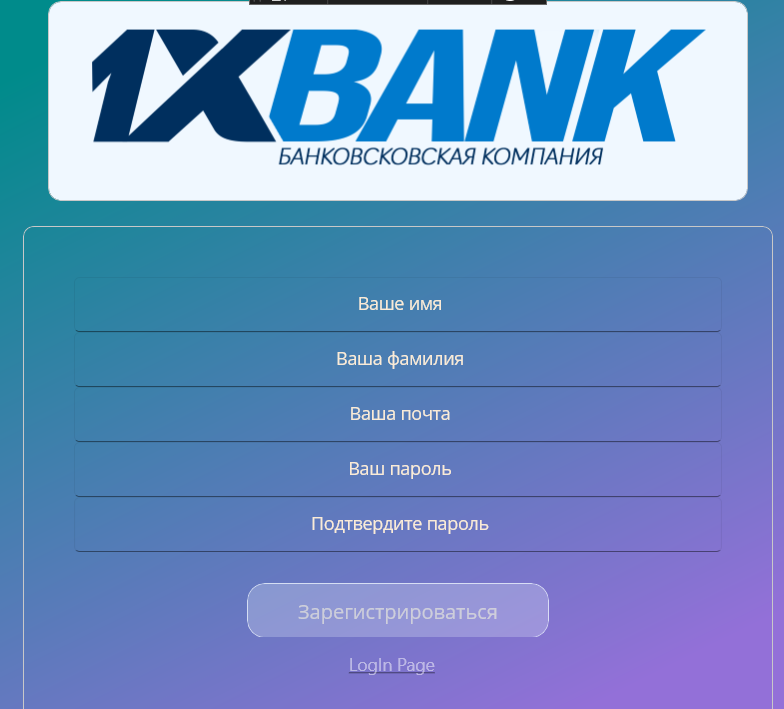 1XBANK
БАНКОВСКОВСКАЯ КОМПАНИЯ
Ваше имя
Ваша фамилия
Ваша почта
Ваш пароль
Подтвердите пароль
Зарегистрироваться
LogIn Page